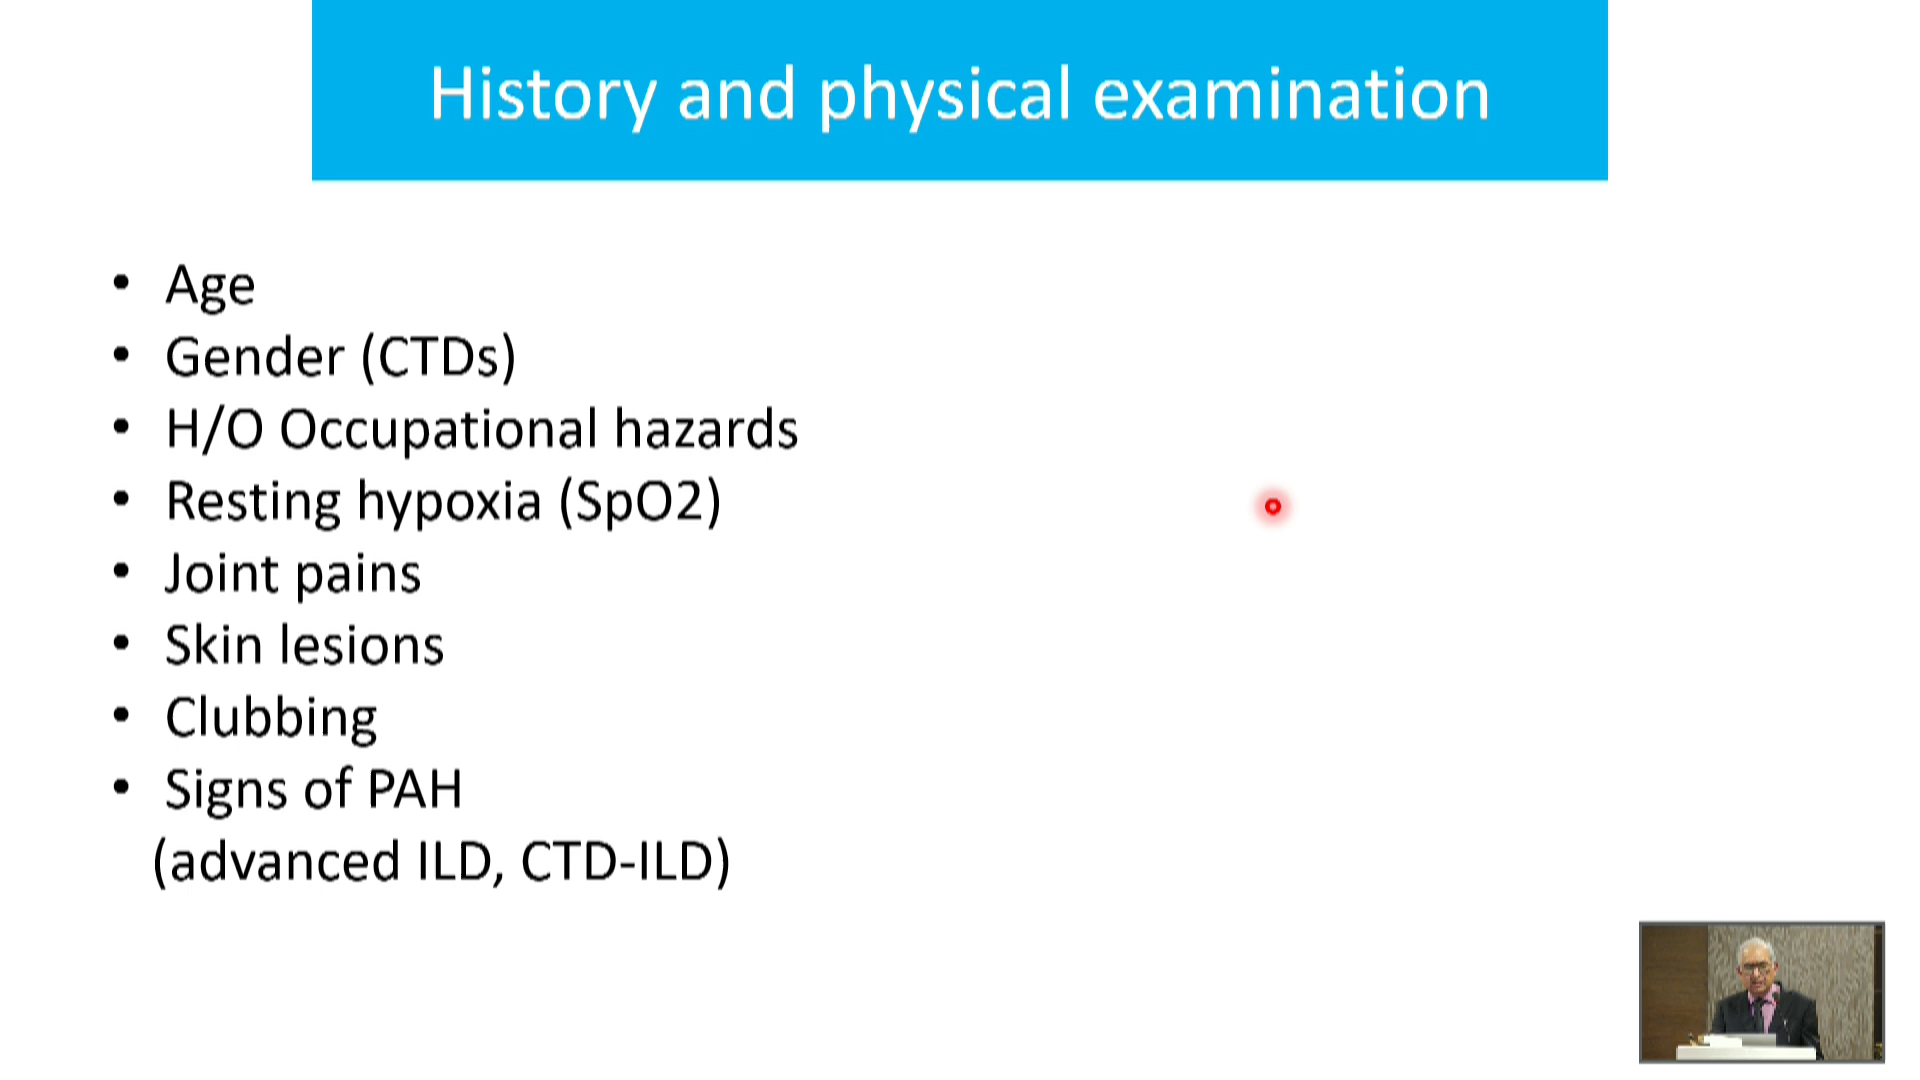 History and physical examination
• Age
• Gender (CTDs)
• H/O Occupational hazards
• Resting hypoxia (SpO2)
• Joint pains
• Skin lesions
• Clubbing
• Signs of PAH
(advanced ILD, CTD-ILD)